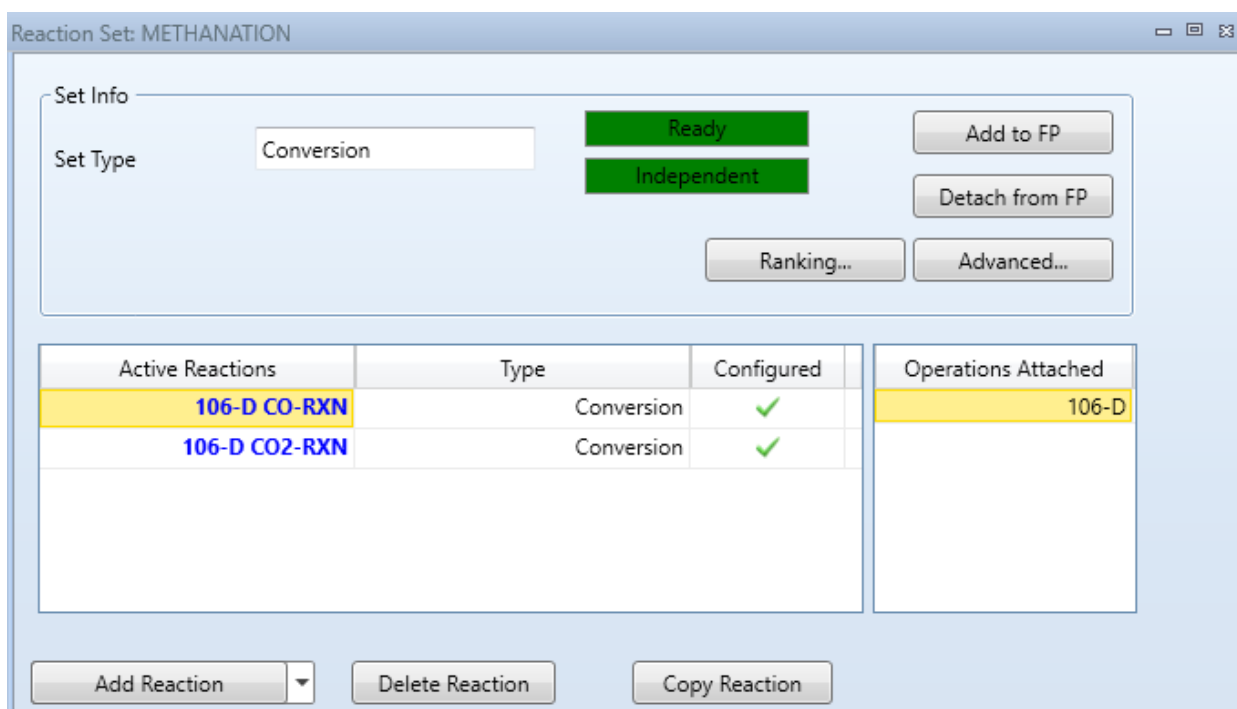 Reaction Set: METHANATION
Set Info
Set Type
Conversion
Ready
Independent
Add to FP
Detach from FP
Ranking...
Advanced...
Active Reactions Type Configured
106-D CO-RXN Conversion
106-D CO2-RXN Conversion
Operations Attached
106-D
Add Reaction
Delete Reaction
Copy Reaction